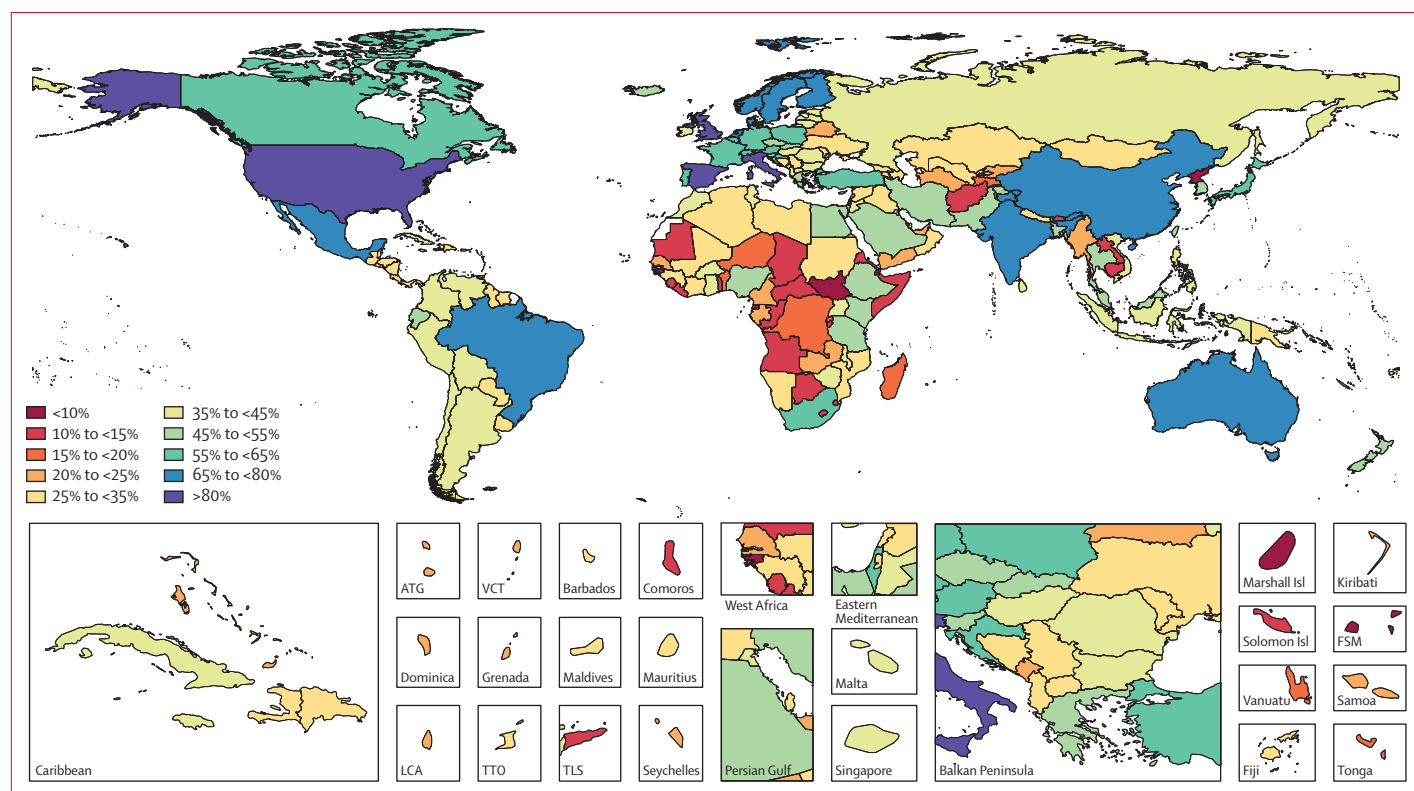 <10%
10% to <15%
15% to <20%
20% to <25%
25% to <35%
35% to <45%
45% to <55%
55% to <65%
65% to <80%
>80%
Caribbean
ATG
VCT
Barbados
Comoros
Dominica
Grenada
Maldives
Mauritius
LCA
TTO
TLS
Seychelles
West Africa
Eastern
Mediterranean
Persian Gulf
Malta
Singapore
Balkan Peninsula
Marshall Isl
Kiribati
Solomon Isl
FSM
Vanuatu
Samoa
Fiji
Tonga